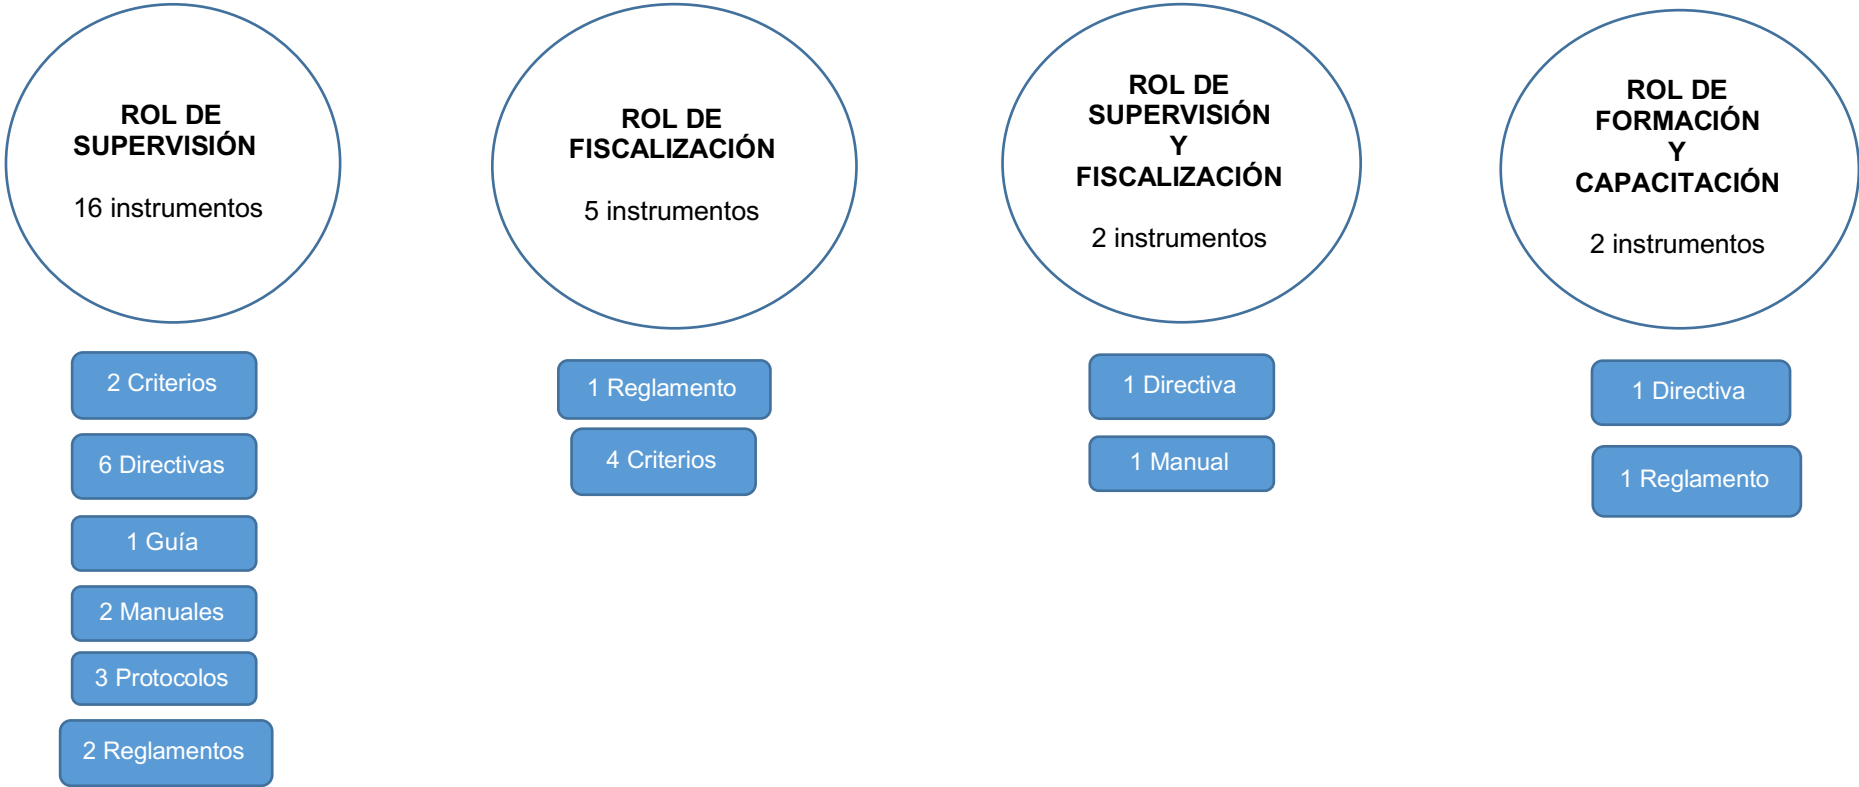 ROL DE
SUPERVISIÓN
16 instrumentos
2 Criterios
6 Directivas
1 Guía
2 Manuales
3 Protocolos
2 Reglamentos
ROL DE
FISCALIZACIÓN
5 instrumentos
1 Reglamento
4 Criterios
ROL DE
SUPERVISIÓN
Y
FISCALIZACIÓN
2 instrumentos
1 Directiva
1 Manual
ROL DE
FORMACIÓN
Y
CAPACITACIÓN
2 instrumentos
1 Directiva
1 Reglamento